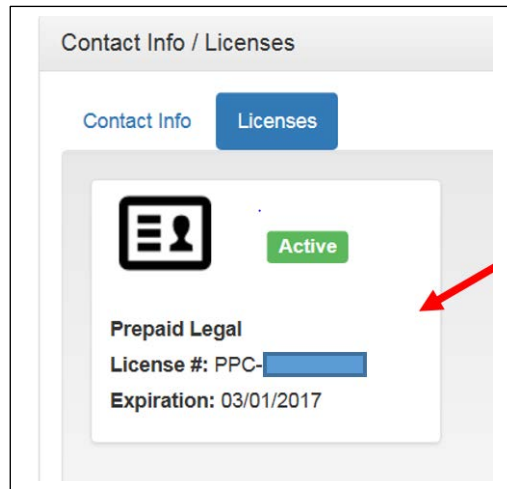 Contact Info / Licenses
Contact Info
Licenses
Active
Prepaid Legal
License #: PPC-
Expiration: 03/01/2017